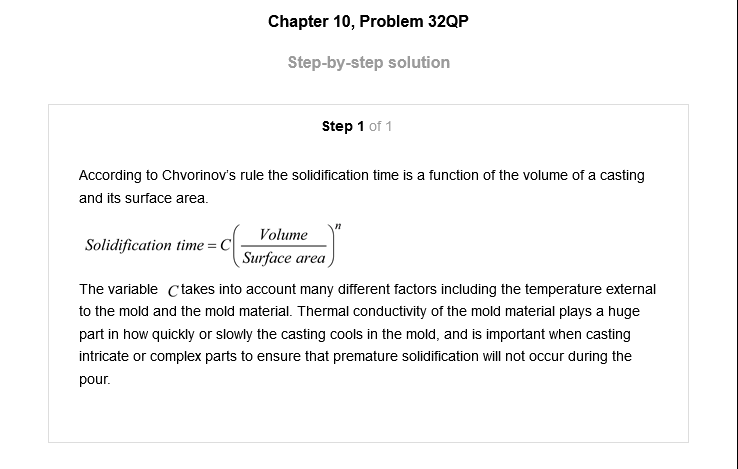 Chapter 10, Problem 32QP
Step-by-step solution
Step 1 of 1
According to Chvorinov's rule the solidification time is a function of the volume of a casting
and its surface area.
Solidification time = C(Volume / Surface area)^n
The variable C takes into account many different factors including the temperature external
to the mold and the mold material. Thermal conductivity of the mold material plays a huge
part in how quickly or slowly the casting cools in the mold, and is important when casting
intricate or complex parts to ensure that premature solidification will not occur during the
pour.